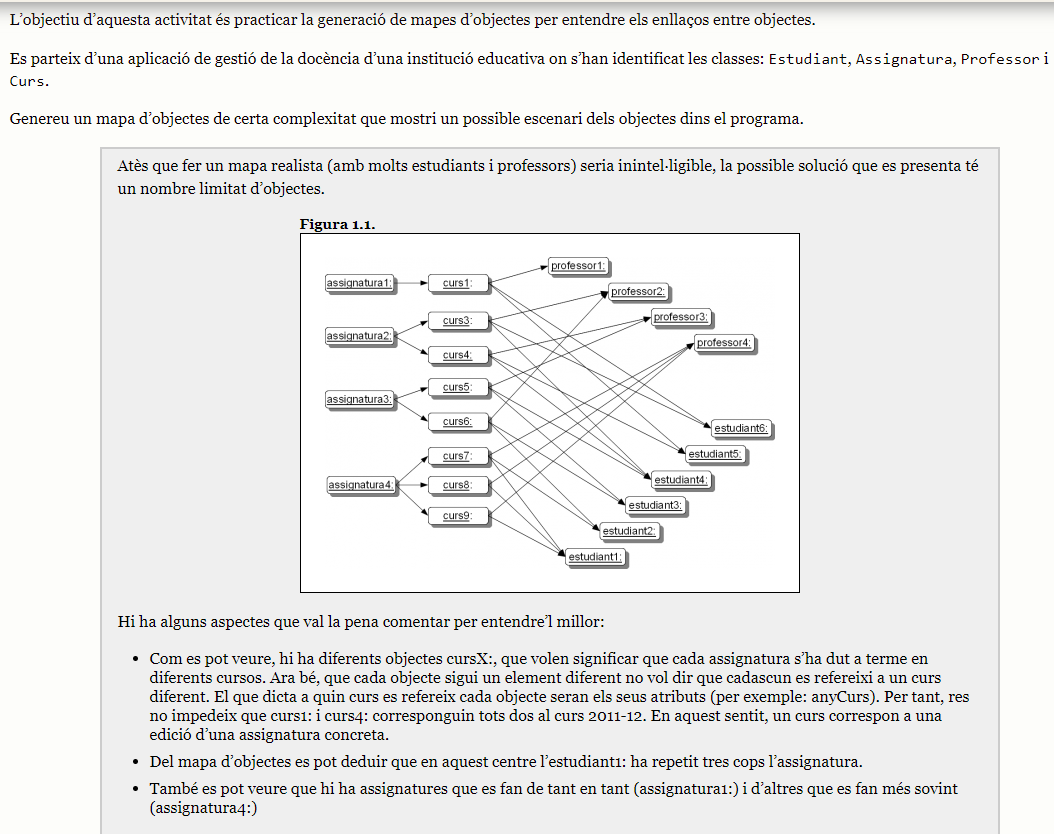 L’objectiu d’aquesta activitat és practicar la generació de mapes d’objectes per entendre els enllaços entre objectes.
Es parteix d’una aplicació de gestió de la docència d’una institució educativa on s’han identificat les classes: Estudiant, Assignatura, Professor i
Curs.
Genereu un mapa d’objectes de certa complexitat que mostri un possible escenari dels objectes dins el programa.
Atès que fer un mapa realista (amb molts estudiants i professors) seria inintel·ligible, la possible solució que es presenta té
un nombre limitat d’objectes.
Figura 1.1.
professor1:
assignatura1:
curs1:
professor2:
professor3:
curs3:
assignatura2:
professor4:
curs4:
curs5:
assignatura3:
curs6:
estudiant6:
curs7:
estudiant5:
assignatura4:
curs8:
estudiant4:
estudiant3:
curs9:
estudiant2:
estudiant1:
Hi ha alguns aspectes que val la pena comentar per entendre’l millor:
• Com es pot veure, hi ha diferents objectes cursX:, que volen significar que cada assignatura s’ha dut a terme en
diferents cursos. Ara bé, que cada objecte sigui un element diferent no vol dir que cadascun es refereixi a un curs
diferent. El que dicta a quin curs es refereix cada objecte seran els seus atributs (per exemple: anyCurs). Per tant, res
no impedeix que curs1: i curs4: corresponguin tots dos al curs 2011-12. En aquest sentit, un curs correspon a una
edició d’una assignatura concreta.
• Del mapa d’objectes es pot deduir que en aquest centre l’estudiant1: ha repetit tres cops l’assignatura.
• També es pot veure que hi ha assignatures que es fan de tant en tant (assignatura1:) i d’altres que es fan més sovint
(assignatura4:)